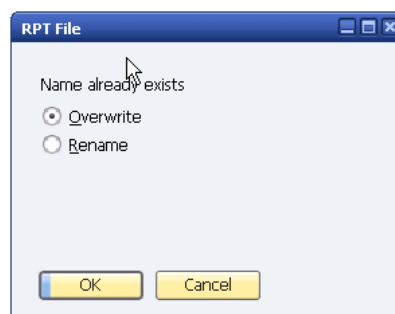 RPT File
Name already exists
Overwrite
Rename
OK
Cancel